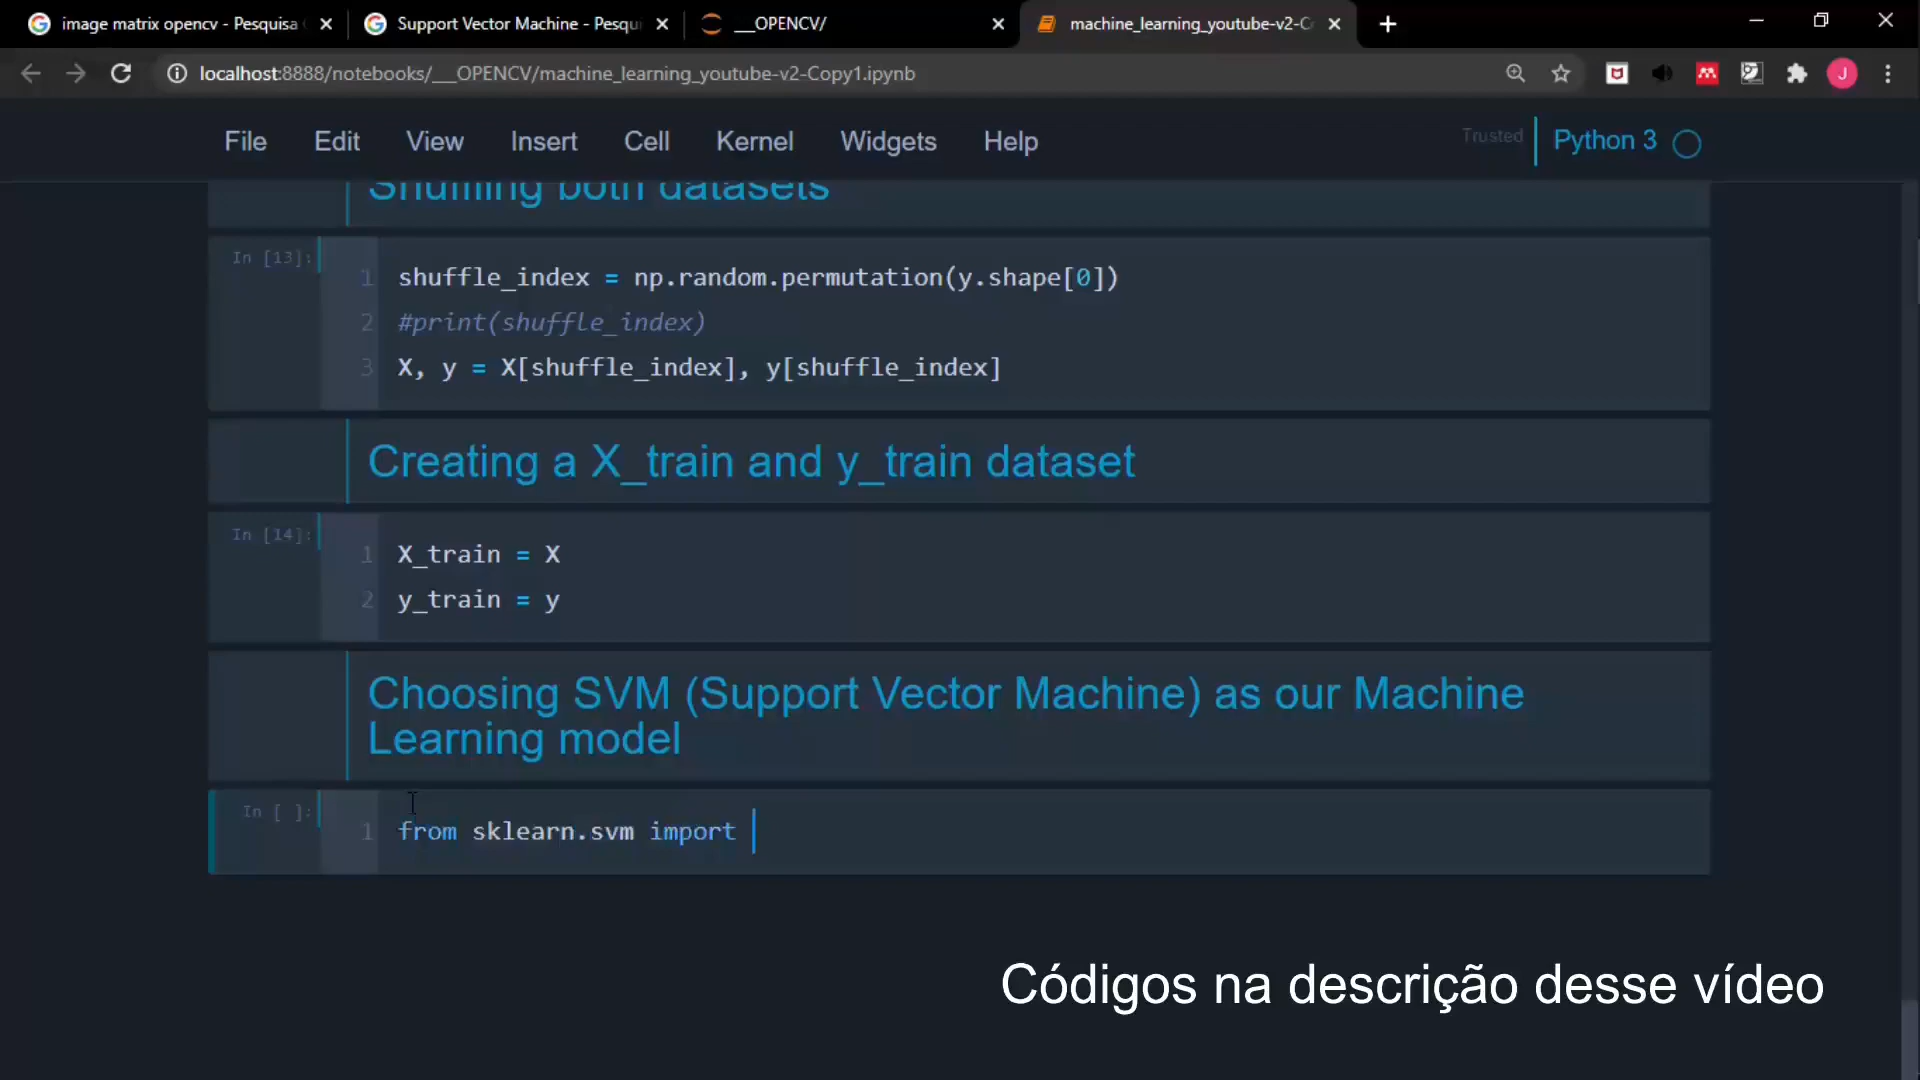 image matrix opencv - Pesquisa
Support Vector Machine - Pesqu
__OPENCV/
machine_learning_youtube-v2-C
localhost:8888/notebooks/__OPENCV/machine_learning_youtube-v2-Copy1.ipynb
J
File Edit View Insert Cell Kernel Widgets Help
Trusted
Python 3
Shuffling both datasets
In [13]:
1 shuffle_index = np.random.permutation(y.shape[0])
2 #print(shuffle_index)
3 X, y = X[shuffle_index], y[shuffle_index]
Creating a X_train and y_train dataset
In [14]:
1 X_train = X
2 y_train = y
Choosing SVM (Support Vector Machine) as our Machine
Learning model
In [ ]:
1 from sklearn.svm import
Códigos na descrição desse vídeo